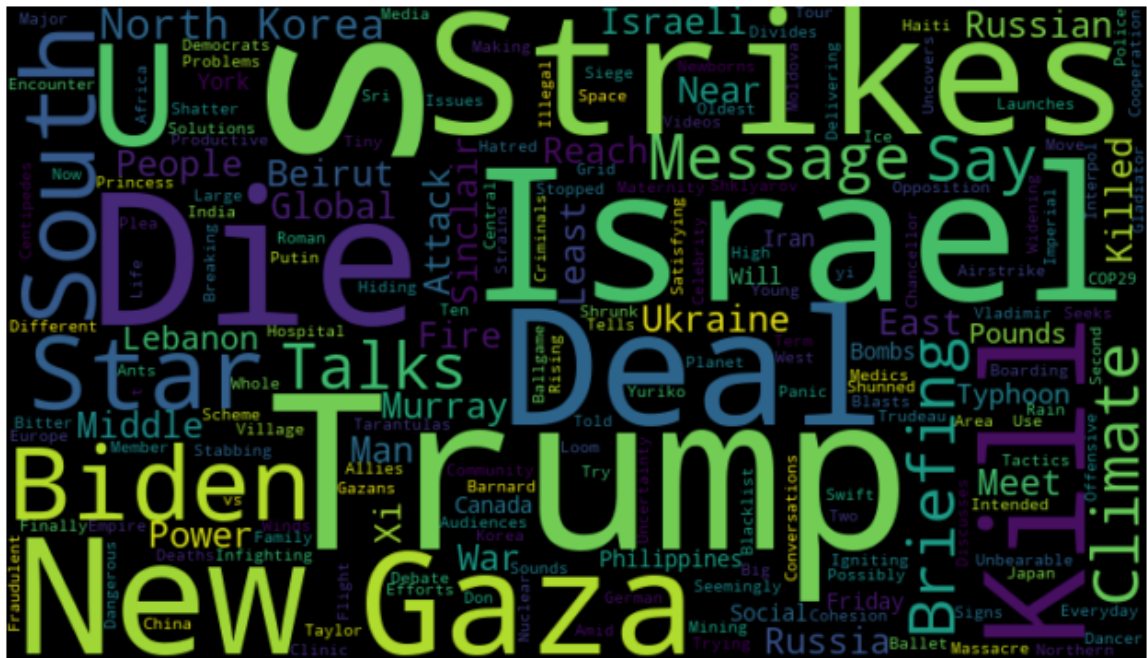 Major
North Korea
Media
Making
Tour
Israeli
Divides
Haiti
Russian
Police
Cooperation
South
Democrats
Problems
U
S
Strikes
Encounter
Africa
York
Shatter
Sri
Issues
Solutions
Productive
Tiny
Newborns
Illegal
Siege
Space
Near
Oldest
Videos
Moldova
Delivering
Uncovers
Launches
Ice
Move
Now
People
Princess
Large
Beirut
Hatred
Grid
Reach
Message
Say
Opposition
Interpol
Centipedes
Plea
India
Global
Attack
Sinclair
Stopped
Maternity
Shklyarov
Killed
Die
Life
Breaking
Roman
Putin
Hiding
Central
Strains
Criminals
Least
Israel
Satisfying
Celebrity
High
Will
Iran
Young
yi
Chancellor
Airstrike
Widening
Imperial
COP29
Different
Lebanon
Hospital
Ten
Fire
Shrunk
Tells
Ukraine
Term
West
East
Vladimir
Seeks
Star
Ants
t
Whole
Talks
Ballgame
Rising
Deal
Planet
Yuriko
Panic
Bombs
Medics
Shunned
Blasts
Briefing
Pounds
Boarding
Second
Climate
Bitter
Europe
Middle
Member
Scheme
Village
Stabbing
Tarantulas
Murray
Man
Told
Loom
Try
Trudeau
Typhoon
Area
Use
Rain
Kill
Biden
vs
Allies
Gazans
Trump
Community
Barnard
Uncertainty
Blacklist
Conversations
Swift
Two
Offensive
Tactics
Meet
Intended
Discusses
Finally
Empire
Wings
Power
Family
Deaths
Infighting
Xi
Canada
Audiences
Korea
War
Sounds
Philippines
Big
Igniting
Possibly
Seemingly
Unbearable
Japan
Fraudulent
New
Dangerous
China
Flight
Taylor
Clinic
Gaza
Debate
Efforts
Don
Nuclear
German
Amid
Mining
Trying
Social
Cohesion
Friday
Russia
Ballet
Signs
Everyday
Massacre
Dancer
Northern